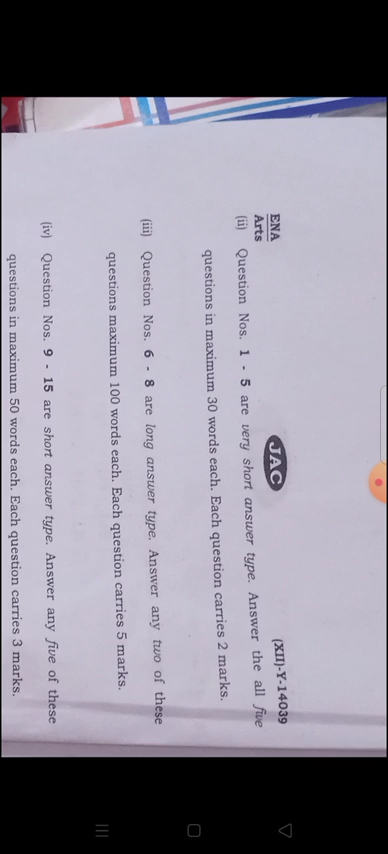 ENA
Arts
JAC
(XII)-Y-14039
(ii) Question Nos. 1 - 5 are very short answer type. Answer the all five
questions in maximum 30 words each. Each question carries 2 marks.
(iii) Question Nos. 6 - 8 are long answer type. Answer any two of these
questions maximum 100 words each. Each question carries 5 marks.
(iv) Question Nos. 9 - 15 are short answer type. Answer any five of these
questions in maximum 50 words each. Each question carries 3 marks.